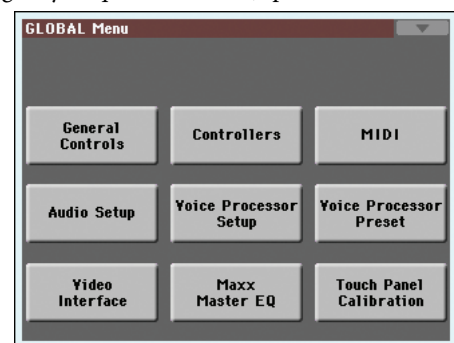 GLOBAL Menu
General
Controls
Controllers
MIDI
Audio Setup
Voice Processor
Setup
Voice Processor
Preset
Video
Interface
Maxx
Master EQ
Touch Panel
Calibration